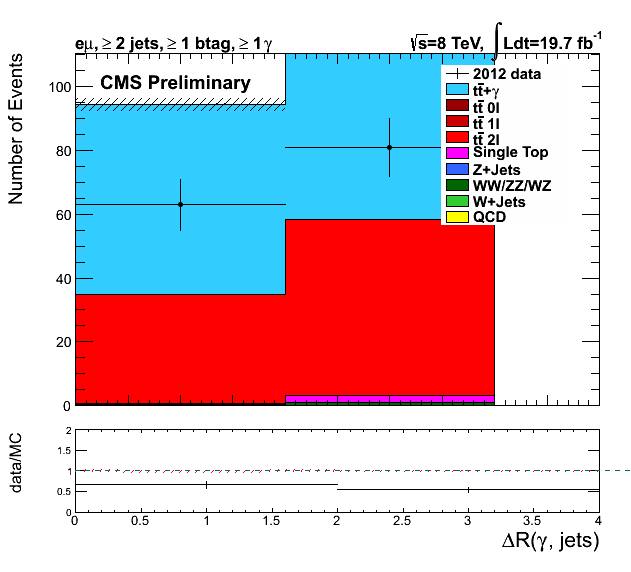 eμ, ≥ 2 jets, ≥ 1 btag, ≥ 1 γ
√s=8 TeV, ∫ Ldt=19.7 fb⁻¹
CMS Preliminary
2012 data
tt̄+γ
tt̄ 0l
tt̄ 1l
tt̄ 2l
Single Top
Z+Jets
WW/ZZ/WZ
W+Jets
QCD
Number of Events
100
80
60
40
20
0
data/MC
2
1.5
1
0.5
0
0 0.5 1 1.5 2 2.5 3 3.5 4
ΔR(γ, jets)